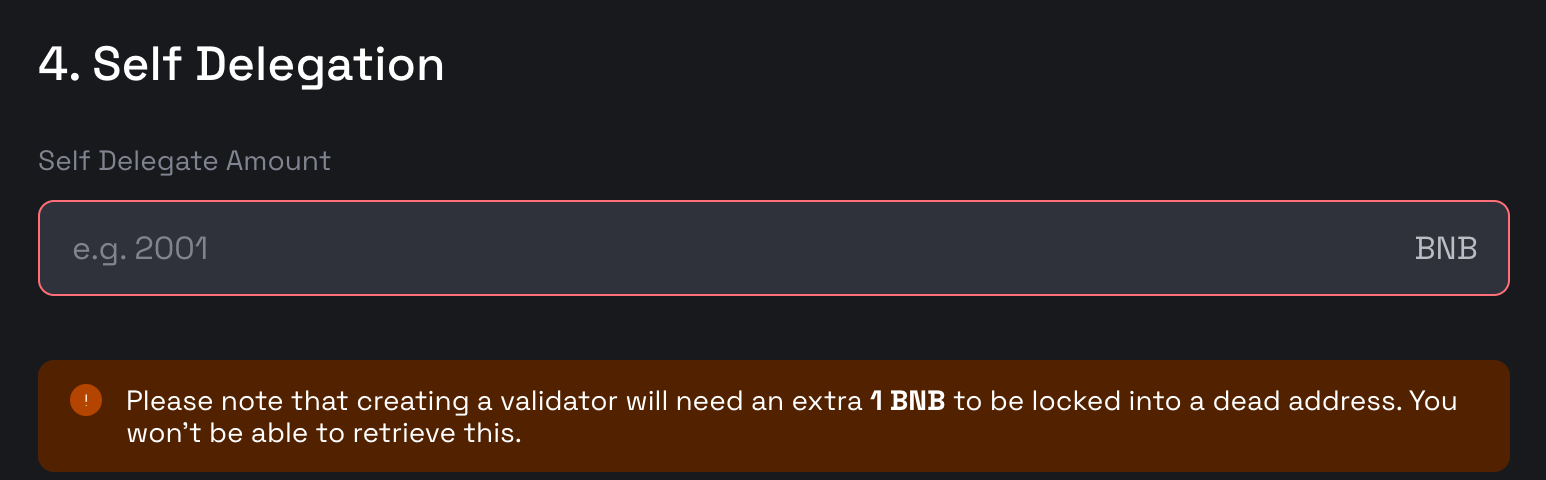 4. Self Delegation
Self Delegate Amount
e.g. 2001 BNB
! Please note that creating a validator will need an extra 1 BNB to be locked into a dead address. You
won't be able to retrieve this.